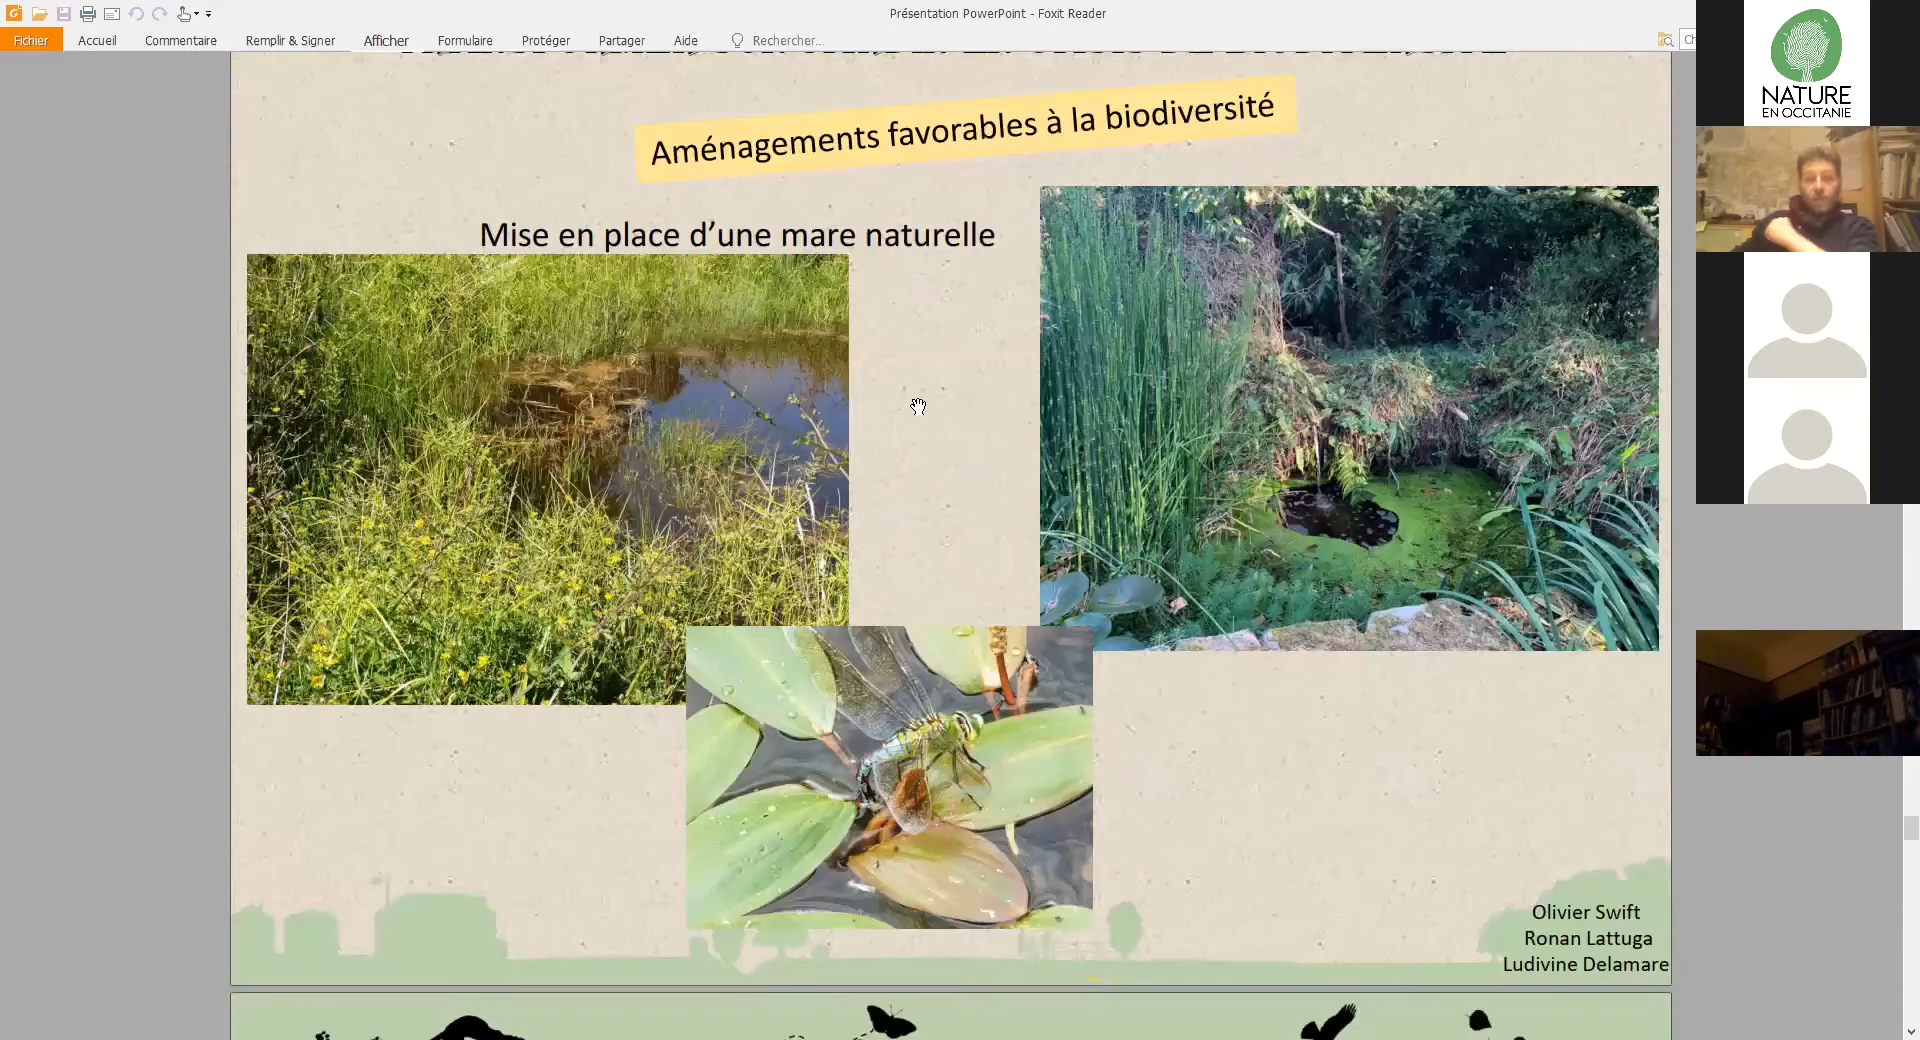 Présentation PowerPoint - Foxit Reader
Fichier Accueil Commentaire Remplir & Signer Afficher Formulaire Protéger Partager Aide Rechercher...
NATURE
EN OCCITANIE
Aménagements favorables à la biodiversité
Mise en place d’une mare naturelle
Olivier Swift
Ronan Lattuga
Ludivine Delamare